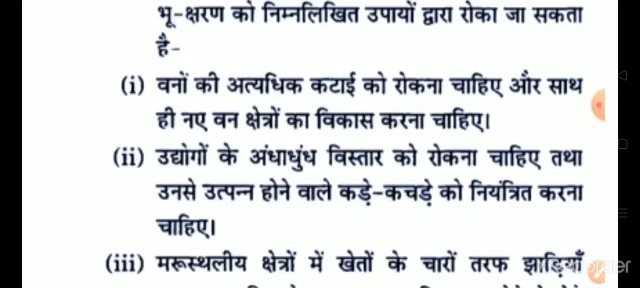 भू-क्षरण को निम्नलिखित उपायों द्वारा रोका जा सकता
है-
(i) वनों की अत्यधिक कटाई को रोकना चाहिए और साथ
ही नए वन क्षेत्रों का विकास करना चाहिए।
(ii) उद्योगों के अंधाधुंध विस्तार को रोकना चाहिए तथा
उनसे उत्पन्न होने वाले कड़े-कचड़े को नियंत्रित करना
चाहिए।
(iii) मरूस्थलीय क्षेत्रों में खेतों के चारों तरफ झाड़ियाँ